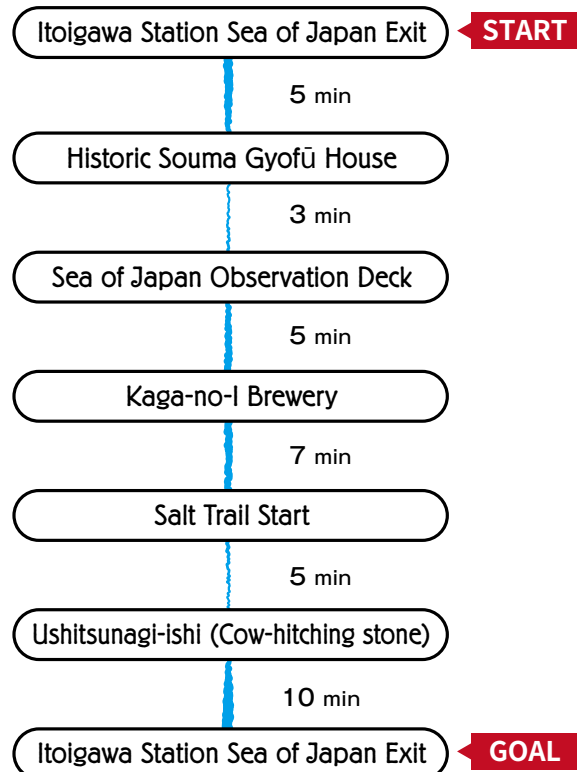 Itoigawa Station Sea of Japan Exit START
5 min
Historic Souma Gyofū House
3 min
Sea of Japan Observation Deck
5 min
Kaga-no-I Brewery
7 min
Salt Trail Start
5 min
Ushitsunagi-ishi (Cow-hitching stone)
10 min
Itoigawa Station Sea of Japan Exit GOAL